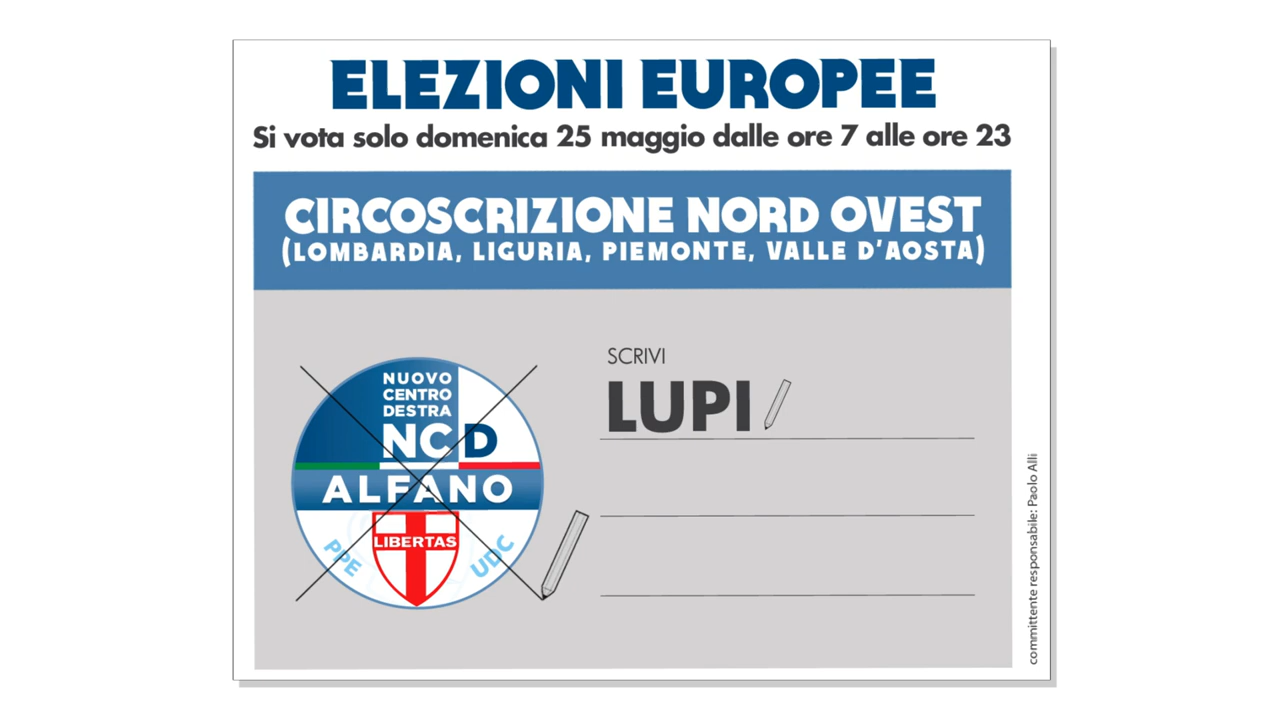 ELEZIONI EUROPEE
Si vota solo domenica 25 maggio dalle ore 7 alle ore 23
CIRCOSCRIZIONE NORD OVEST
(LOMBARDIA, LIGURIA, PIEMONTE, VALLE D'AOSTA)
SCRIVI
LUPI
NUOVO
CENTRO
DESTRA
NCD
ALFANO
LIBERTAS
PPE
UDC
committente responsabile: Paolo Alli